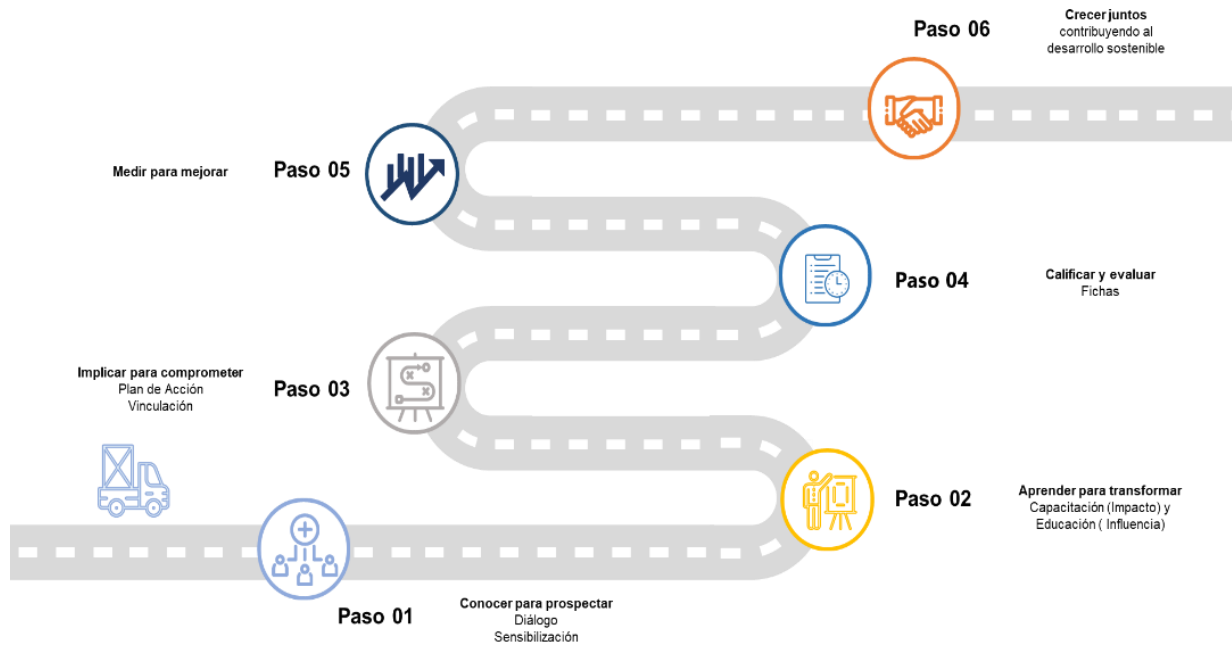 Paso 06
Crecer juntos
contribuyendo al
desarrollo sostenible
Medir para mejorar
Paso 05
Paso 04
Calificar y evaluar
Fichas
Implicar para comprometer
Plan de Acción
Vinculación
Paso 03
Paso 02
Aprender para transformar
Capacitación (Impacto) y
Educación ( Influencia)
Paso 01
Conocer para prospectar
Diálogo
Sensibilización